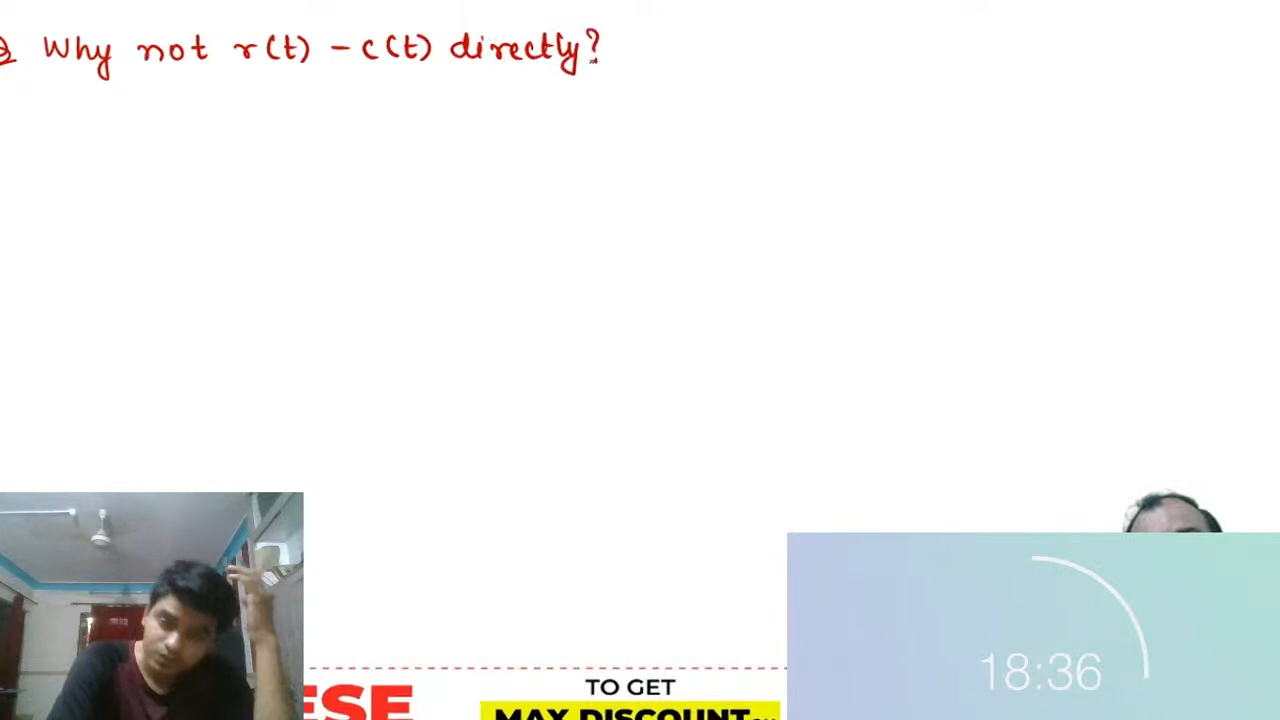 Q Why not r(t) - c(t) directly?
18:36
ESE
TO GET
MAX DISCOUNT